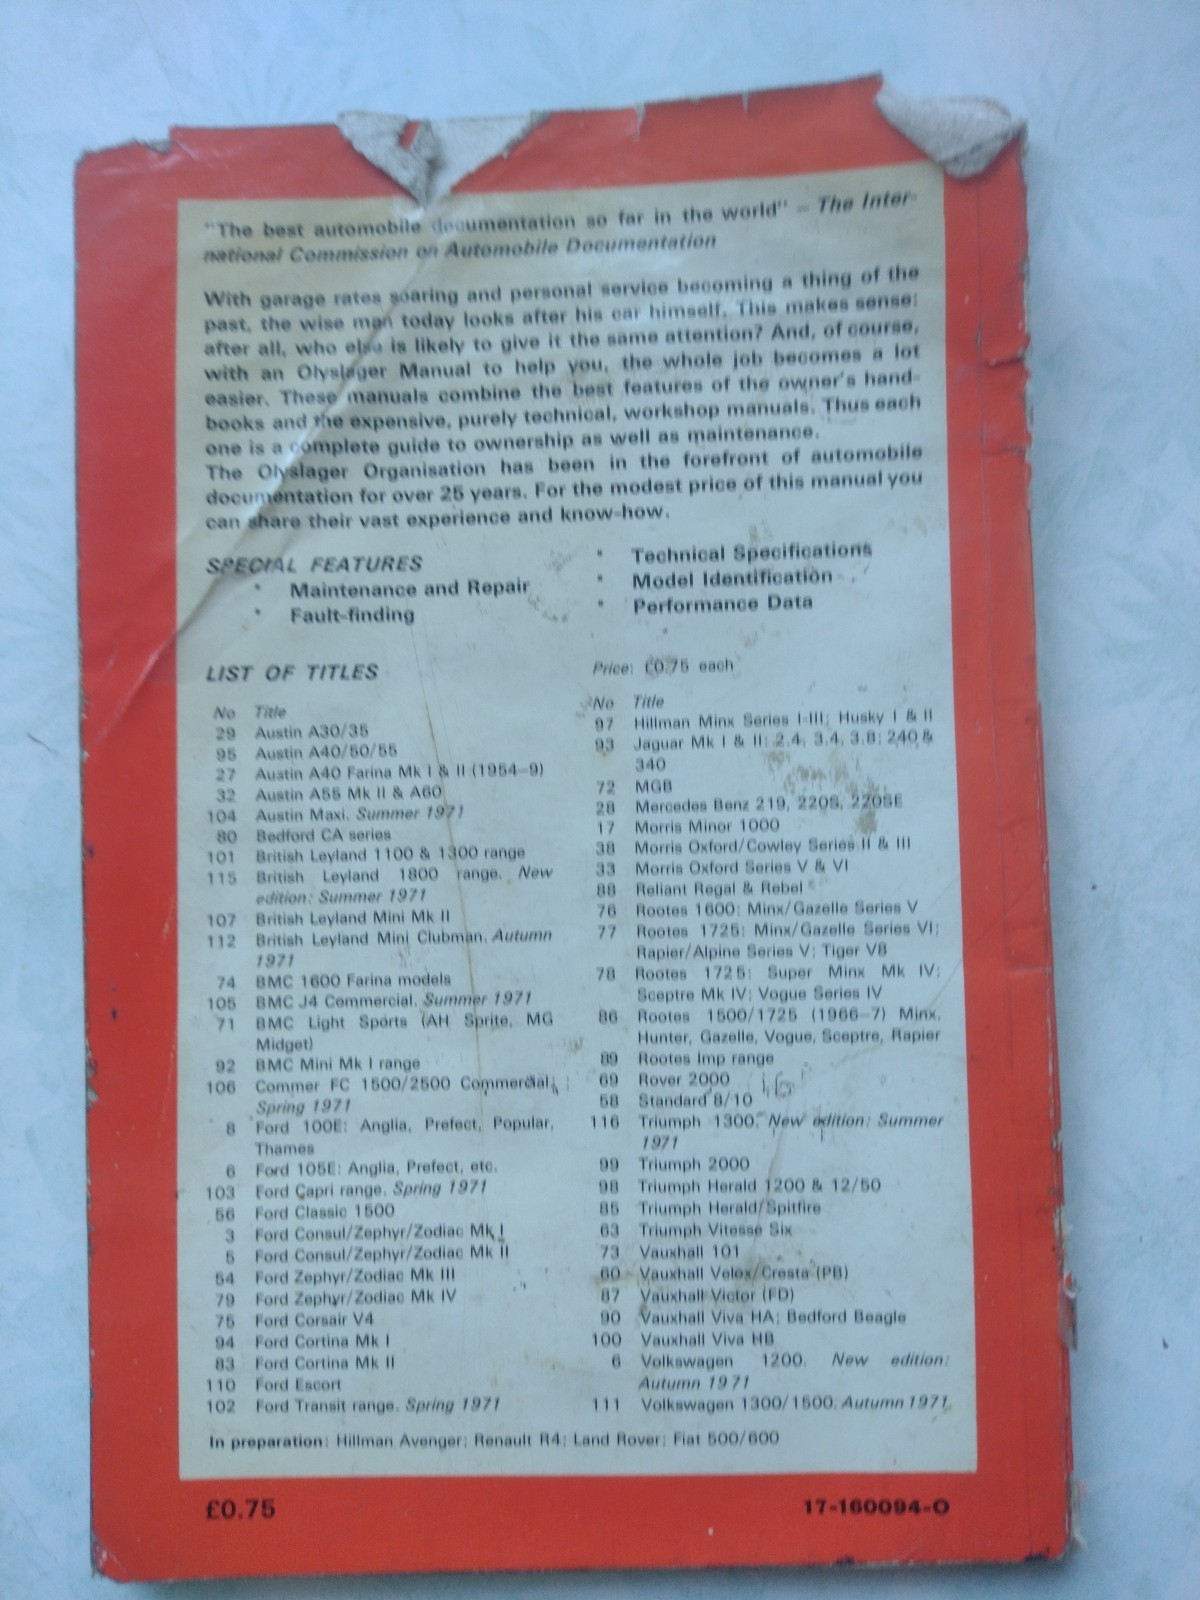 "The best automobile documentation so far in the world" – The Inter-
national Commission on Automobile Documentation
With garage rates soaring and personal service becoming a thing of the
past, the wise man today looks after his car himself. This makes sense:
after all, who else is likely to give it the same attention? And, of course,
with an Olyslager Manual to help you, the whole job becomes a lot
easier. These manuals combine the best features of the owner's hand-
books and the expensive, purely technical, workshop manuals. Thus each
one is a complete guide to ownership as well as maintenance.
The Olyslager Organisation has been in the forefront of automobile
documentation for over 25 years. For the modest price of this manual you
can share their vast experience and know-how.
SPECIAL FEATURES
* Maintenance and Repair
* Fault-finding
* Technical Specifications
* Model Identification
* Performance Data
LIST OF TITLES
Price: £0.75 each
No Title
29 Austin A30/35
95 Austin A40/50/55
27 Austin A40 Farina Mk I & II (1954-9)
32 Austin A55 Mk II & A60
104 Austin Maxi. Summer 1971
80 Bedford CA series
101 British Leyland 1100 & 1300 range
115 British Leyland 1800 range. New
edition: Summer 1971
107 British Leyland Mini Mk II
112 British Leyland Mini Clubman. Autumn
1971
74 BMC 1600 Farina models
105 BMC J4 Commercial. Summer 1971
71 BMC Light Sports (AH Sprite, MG
Midget)
92 BMC Mini Mk I range
106 Commer FC 1500/2500 Commercial.
Spring 1971
8 Ford 100E: Anglia, Prefect, Popular,
Thames
6 Ford 105E: Anglia, Prefect, etc.
103 Ford Capri range. Spring 1971
56 Ford Classic 1500
3 Ford Consul/Zephyr/Zodiac Mk I
5 Ford Consul/Zephyr/Zodiac Mk II
54 Ford Zephyr/Zodiac Mk III
79 Ford Zephyr/Zodiac Mk IV
75 Ford Corsair V4
94 Ford Cortina Mk I
83 Ford Cortina Mk II
110 Ford Escort
102 Ford Transit range. Spring 1971
No Title
97 Hillman Minx Series I-III; Husky I & II
93 Jaguar Mk I & II: 2.4, 3.4, 3.8; 240 &
340
72 MGB
28 Mercedes Benz 219, 220S, 220SE
17 Morris Minor 1000
38 Morris Oxford/Cowley Series II & III
33 Morris Oxford Series V & VI
88 Reliant Regal & Rebel
76 Rootes 1600: Minx/Gazelle Series V
77 Rootes 1725: Minx/Gazelle Series VI;
Rapier/Alpine Series V; Tiger V8
78 Rootes 1725: Super Minx Mk IV;
Sceptre Mk IV; Vogue Series IV
86 Rootes 1500/1725 (1966-7) Minx,
Hunter, Gazelle, Vogue, Sceptre, Rapier
89 Rootes Imp range
69 Rover 2000
58 Standard 8/10
116 Triumph 1300. New edition: Summer
1971
99 Triumph 2000
98 Triumph Herald 1200 & 12/50
85 Triumph Herald/Spitfire
63 Triumph Vitesse Six
73 Vauxhall 101
60 Vauxhall Velox/Cresta (PB)
87 Vauxhall Victor (FD)
90 Vauxhall Viva HA; Bedford Beagle
100 Vauxhall Viva HB
6 Volkswagen 1200. New edition:
Autumn 1971
111 Volkswagen 1300/1500. Autumn 1971
In preparation: Hillman Avenger; Renault R4; Land Rover; Fiat 500/600
£0.75
17-160094-0